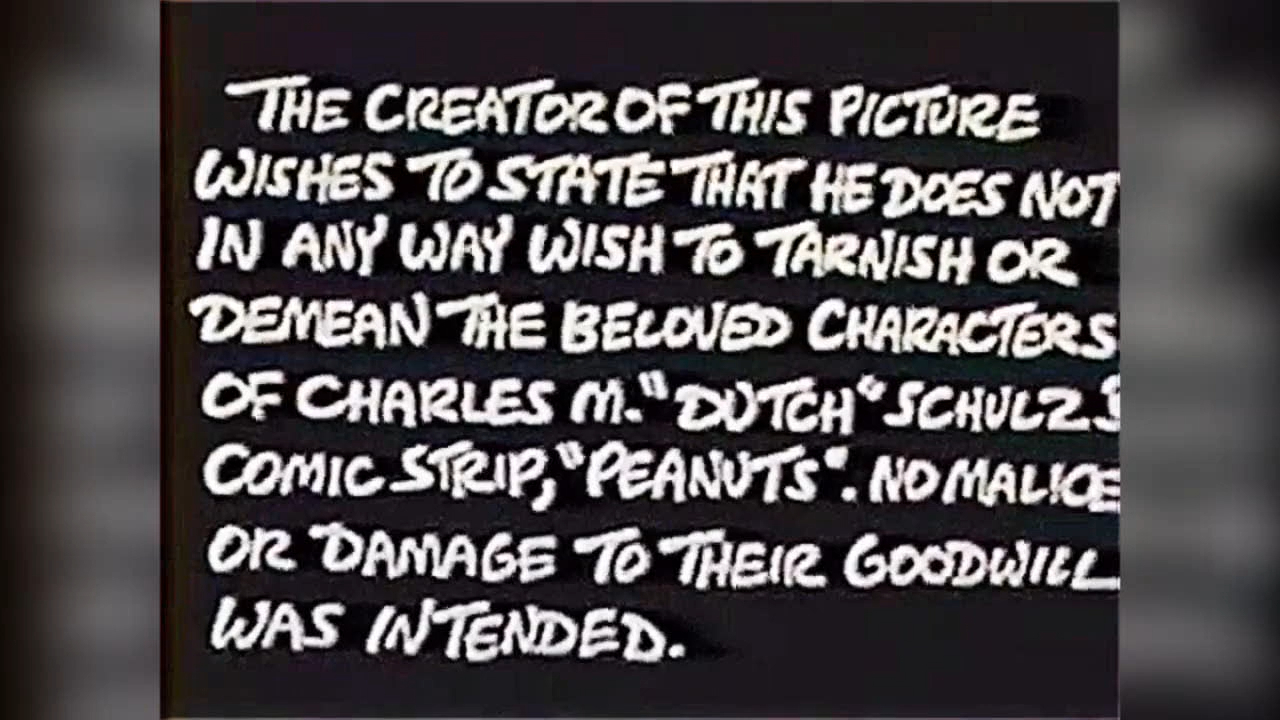 THE CREATOR OF THIS PICTURE
WISHES TO STATE THAT HE DOES NOT
IN ANY WAY WISH TO TARNISH OR
DEMEAN THE BELOVED CHARACTERS
OF CHARLES M. "DUTCH" SCHULZ.S
COMIC STRIP, "PEANUTS". NO MALICE
OR DAMAGE TO THEIR GOODWILL
WAS INTENDED.